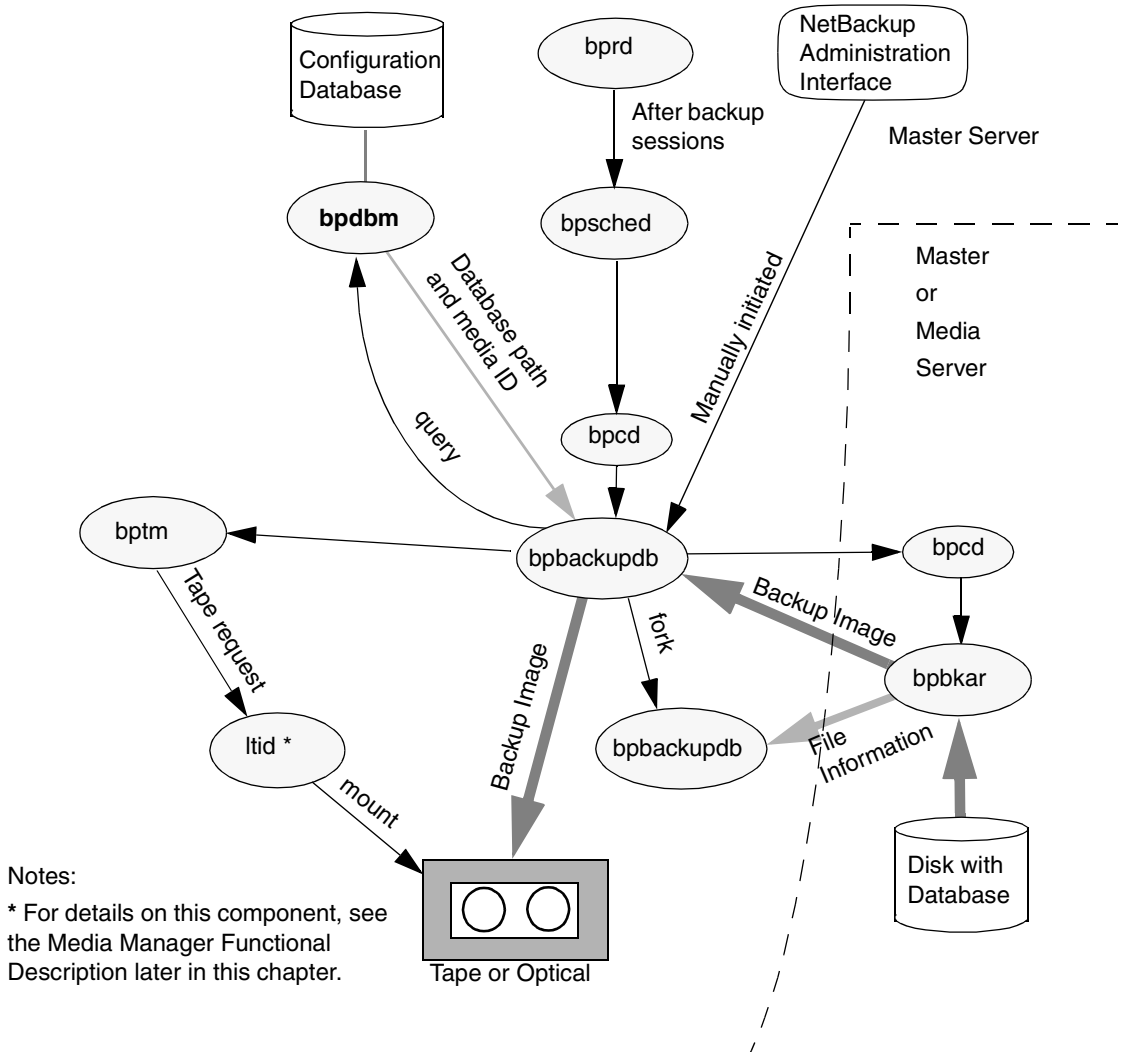 Configuration
Database
bprd
NetBackup
Administration
Interface
After backup
sessions
Master Server
bpdbm
bpsched
Master
or
Media
Server
Database path
and media ID
Manually initiated
query
bpcd
bptm
bpbackupdb
bpcd
Tape request
Backup Image
fork
Backup Image
bpbkar
ltid *
bpbackupdb
File
Information
mount
Disk with
Database
Notes:
* For details on this component, see
the Media Manager Functional
Description later in this chapter.
Tape or Optical